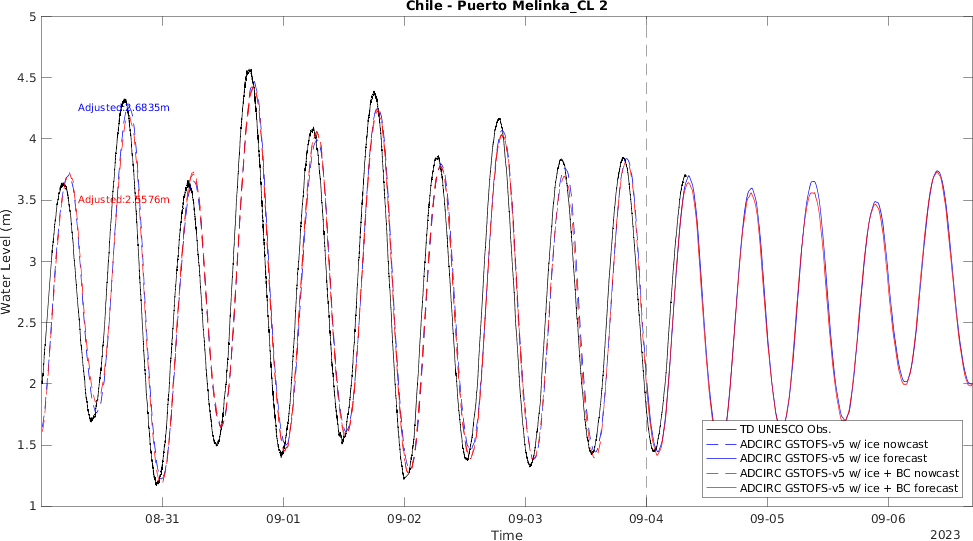 Chile - Puerto Melinka_CL 2
5
4.5
4
3.5
3
2.5
2
1.5
1
Water Level (m)
Adjusted:2.6835m
Adjusted:2.5576m
TD UNESCO Obs.
ADCIRC GSTOFS-v5 w/ ice nowcast
ADCIRC GSTOFS-v5 w/ ice forecast
ADCIRC GSTOFS-v5 w/ ice + BC nowcast
ADCIRC GSTOFS-v5 w/ ice + BC forecast
08-31 09-01 09-02 09-03 09-04 09-05 09-06
Time
2023